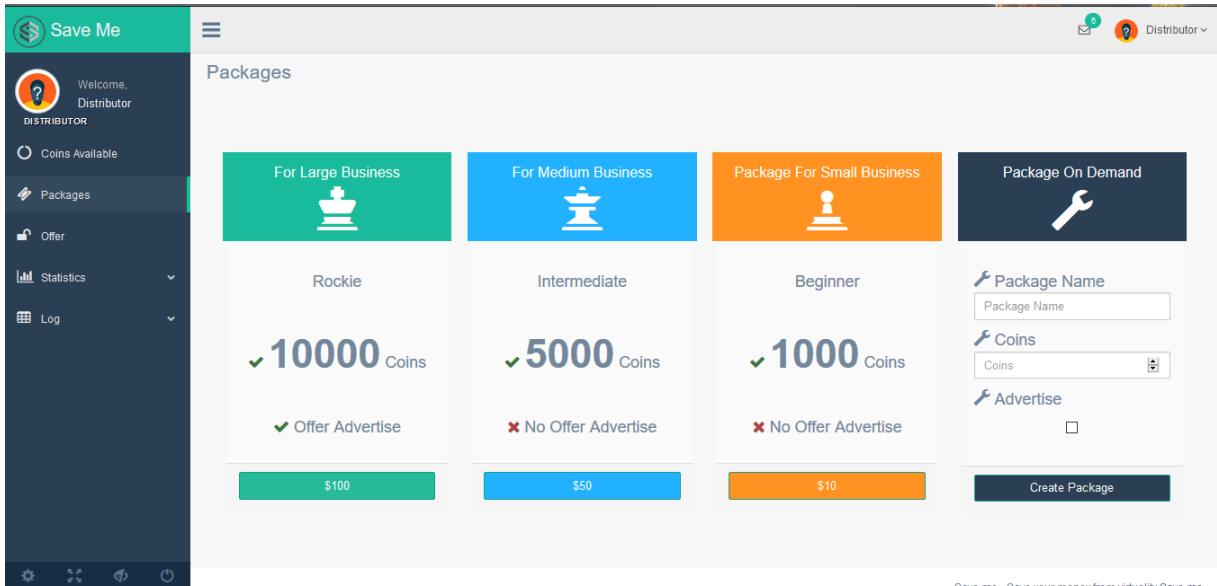 Save Me
6
Distributor
Welcome,
Distributor
DISTRIBUTOR
Coins Available
Packages
Offer
Statistics
Log
Packages
For Large Business
Rockie
10000 Coins
Offer Advertise
$100
For Medium Business
Intermediate
5000 Coins
No Offer Advertise
$50
Package For Small Business
Beginner
1000 Coins
No Offer Advertise
$10
Package On Demand
Package Name
Package Name
Coins
Coins
Advertise
Create Package